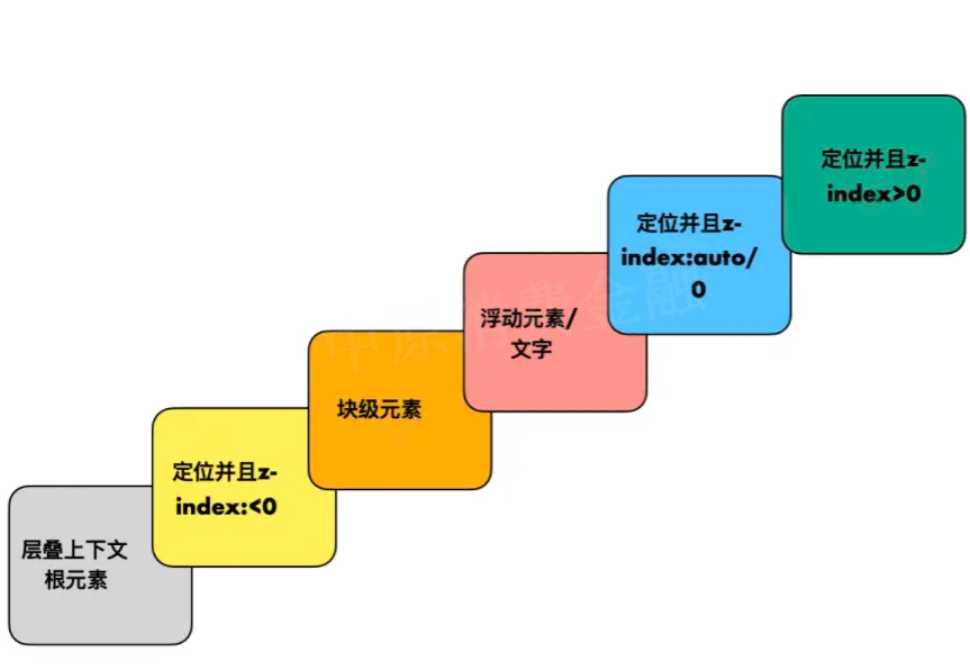 定位并且z-
index>0
定位并且z-
index:auto/
0
浮动元素/
文字
块级元素
定位并且z-
index:<0
层叠上下文
根元素
中原消费金融